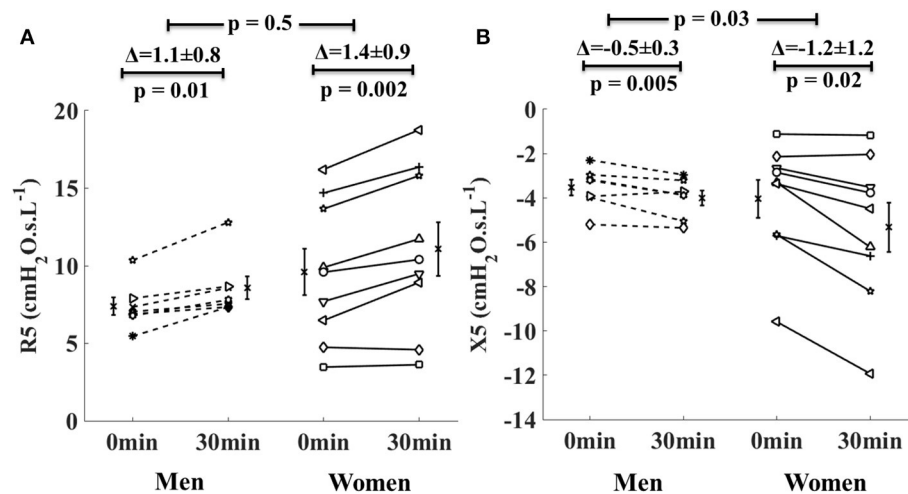 A
p = 0.5
Δ=1.1±0.8
Δ=1.4±0.9
p = 0.01
p = 0.002
20
15
10
5
0
R5 (cmH₂O.s.L⁻¹)
0min
30min
0min
30min
Men
Women
B
p = 0.03
Δ=-0.5±0.3
Δ=-1.2±1.2
p = 0.005
p = 0.02
0
-2
-4
-6
-8
-10
-12
-14
X5 (cmH₂O.s.L⁻¹)
0min
30min
0min
30min
Men
Women